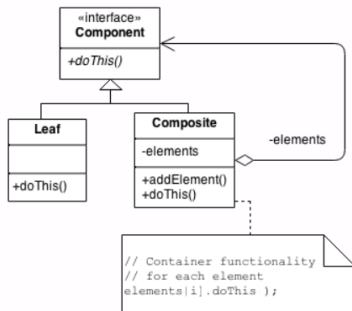 «interface»
Component
+doThis()
Leaf
+doThis()
Composite
-elements
+addElement()
+doThis()
-elements
// Container functionality
// for each element
elements[i].doThis );